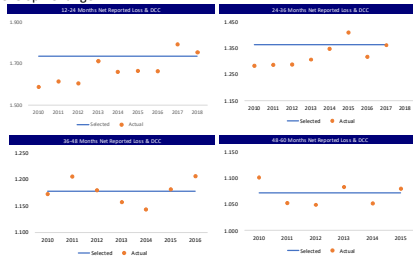 12-24 Months Net Reported Loss & DCC
1.900
1.700
1.500
2010 2011 2012 2013 2014 2015 2016 2017 2018
Selected Actual
24-36 Months Net Reported Loss & DCC
1.450
1.350
1.250
1.150
2010 2011 2012 2013 2014 2015 2016 2017 2018
Selected Actual
36-48 Months Net Reported Loss & DCC
1.250
1.200
1.150
1.100
2010 2011 2012 2013 2014 2015 2016
Selected Actual
48-60 Months Net Reported Loss & DCC
1.150
1.100
1.050
1.000
2010 2011 2012 2013 2014 2015
Selected Actual